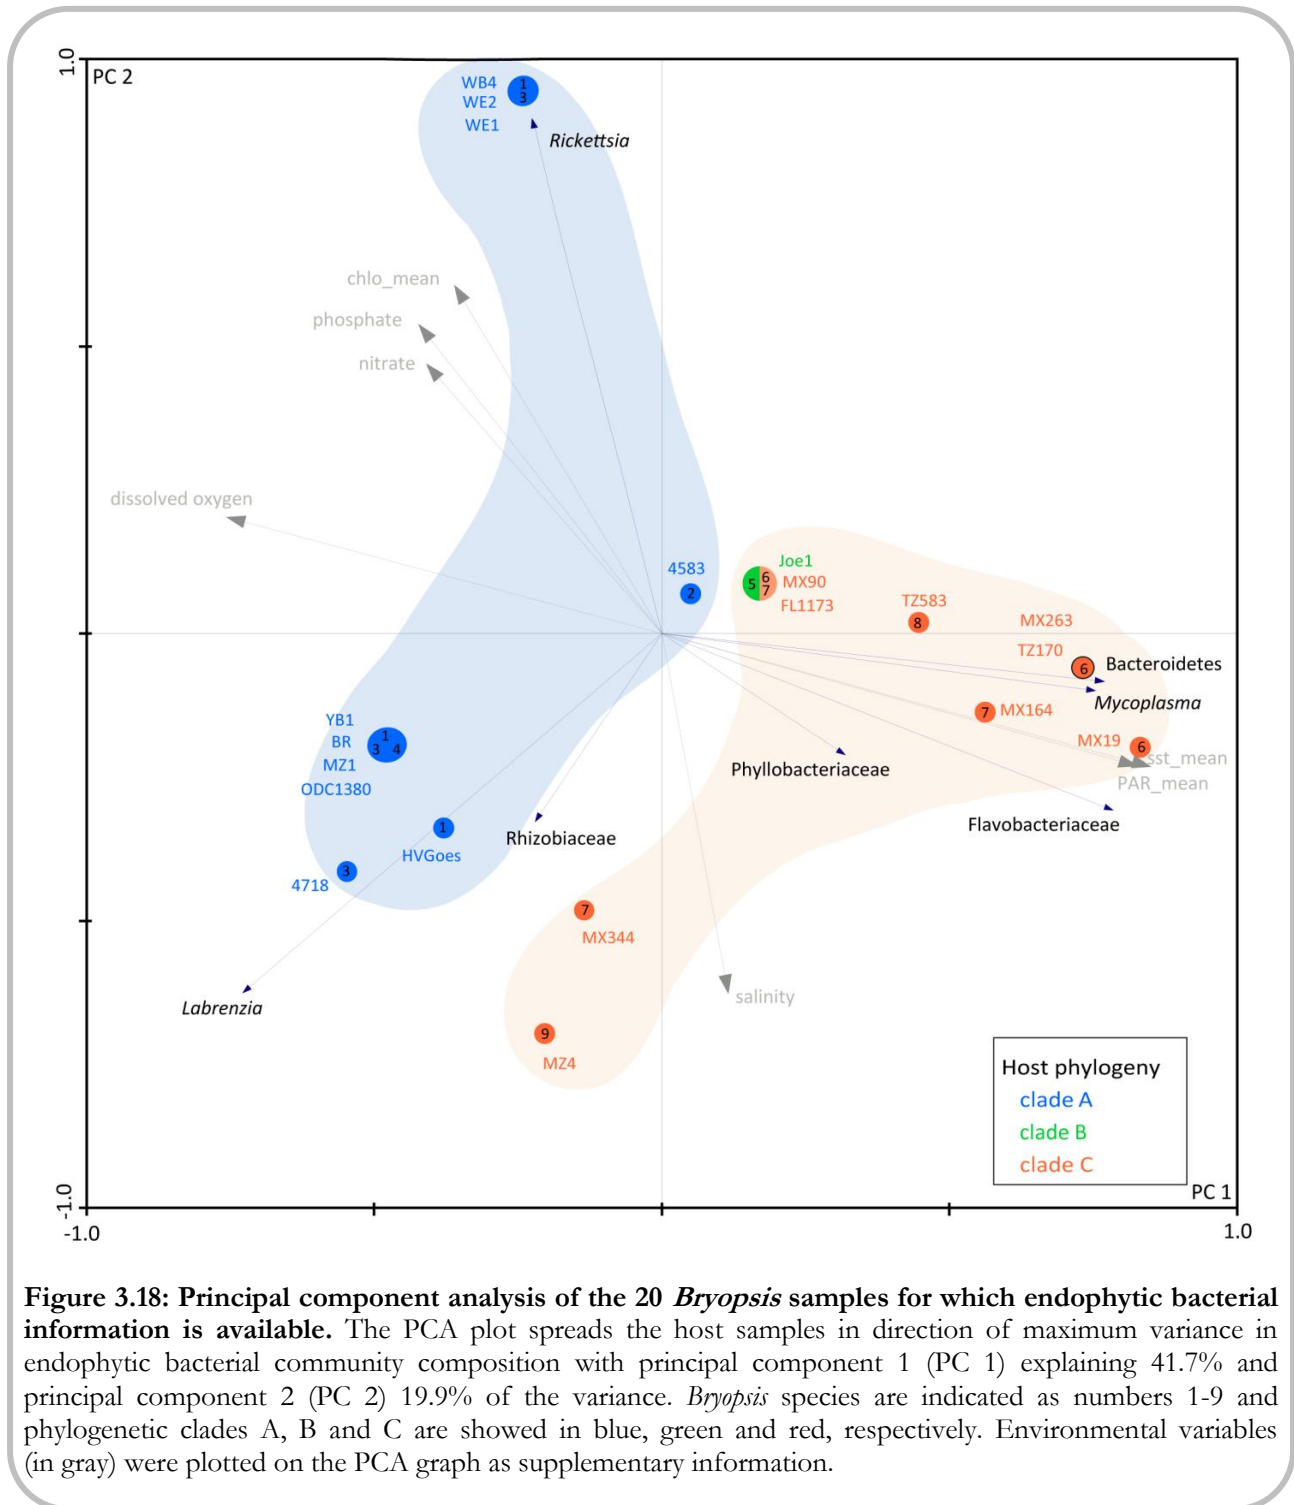 1.0
PC 2
WB4
WE2
WE1
1
3
Rickettsia
chlo_mean
phosphate
nitrate
dissolved oxygen
4583
2
Joe1
5
6
7
MX90
FL1173
TZ583
8
MX263
TZ170
6
Bacteroidetes
Mycoplasma
7
MX164
MX19
6
sst_mean
PAR_mean
Phyllobacteriaceae
Flavobacteriaceae
YB1
BR
MZ1
ODC1380
1
3 4
Rhizobiaceae
1
HVGoes
3
4718
7
MX344
Labrenzia
salinity
9
MZ4
Host phylogeny
clade A
clade B
clade C
PC 1
-1.0
-1.0
1.0
Figure 3.18: Principal component analysis of the 20 Bryopsis samples for which endophytic bacterial
information is available. The PCA plot spreads the host samples in direction of maximum variance in
endophytic bacterial community composition with principal component 1 (PC 1) explaining 41.7% and
principal component 2 (PC 2) 19.9% of the variance. Bryopsis species are indicated as numbers 1-9 and
phylogenetic clades A, B and C are showed in blue, green and red, respectively. Environmental variables
(in gray) were plotted on the PCA graph as supplementary information.